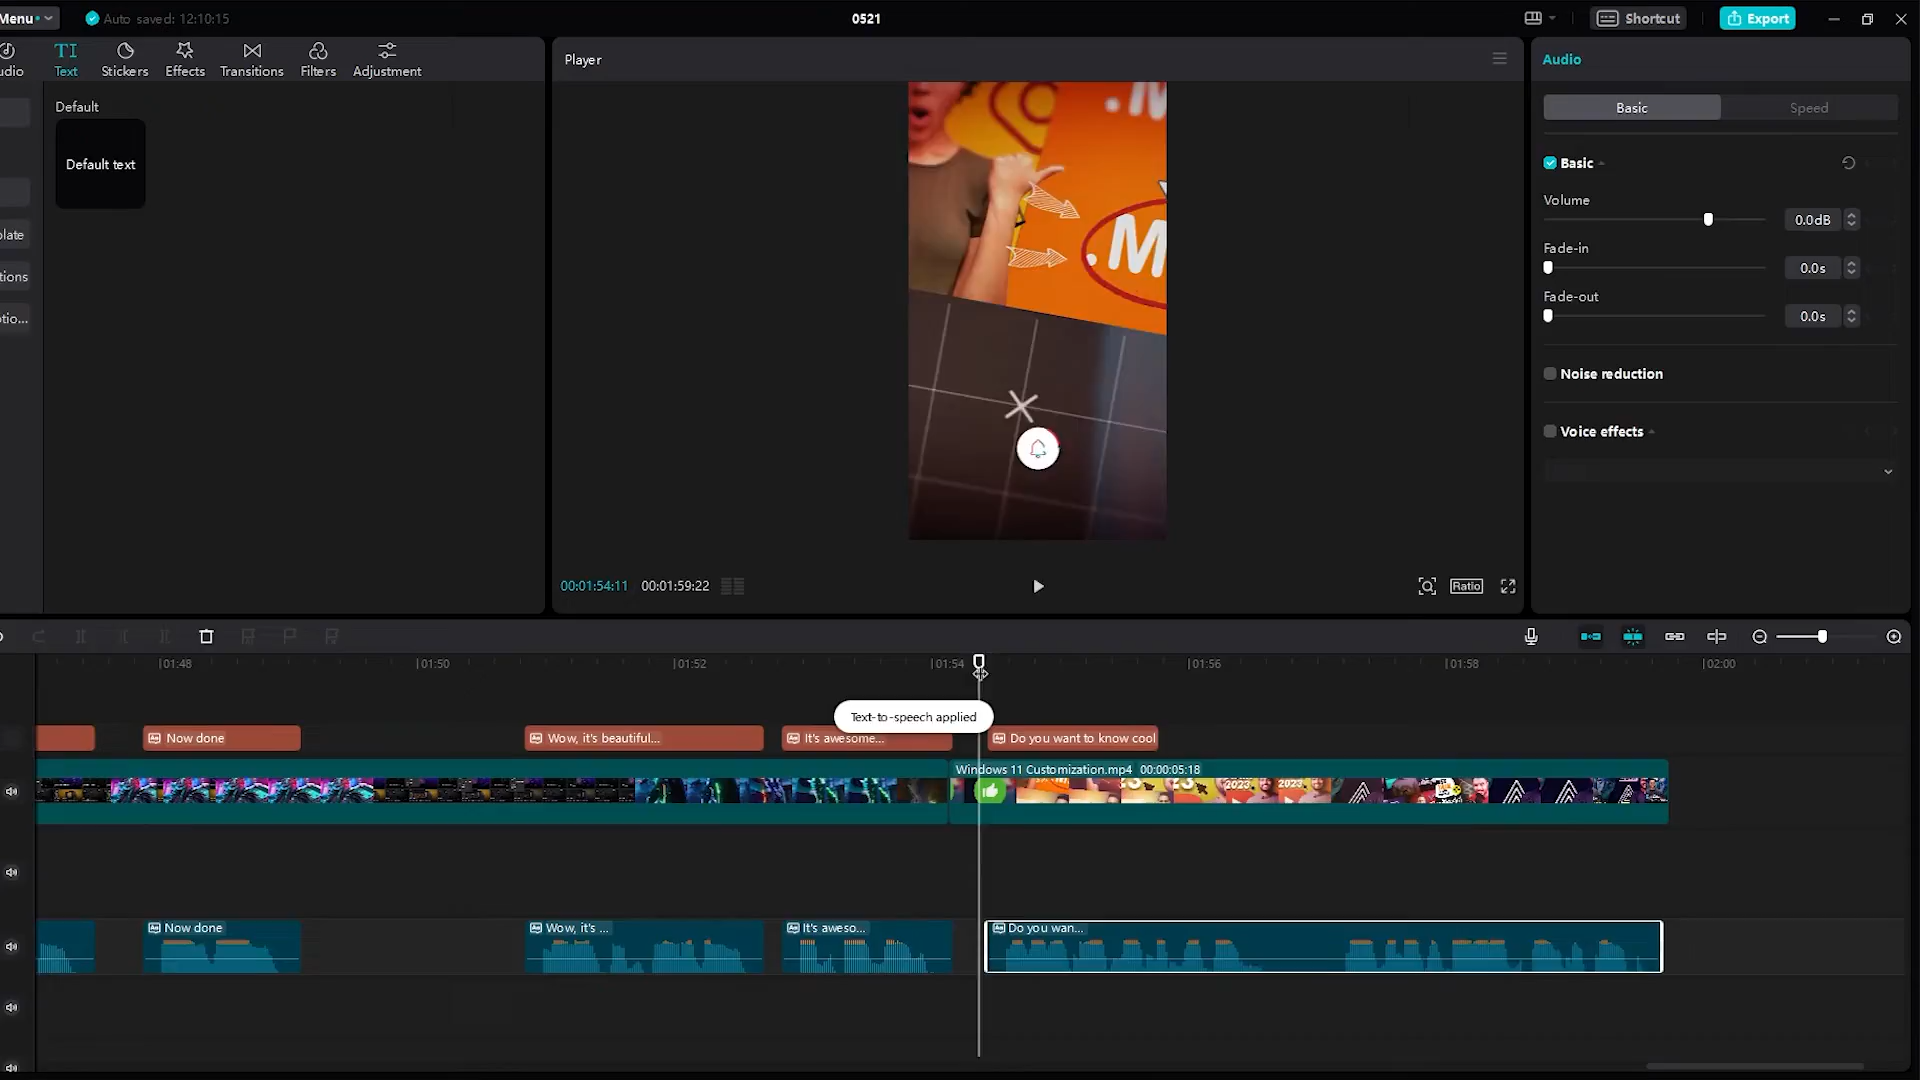 Menu
Auto saved: 12:10:15
0521
Shortcut
Export
udio
TI
Text
Stickers
Effects
Transitions
Filters
Adjustment
Default
Default text
plate
tions
ptio...
Player
.M
00:01:54:11
00:01:59:22
Ratio
Audio
Basic
Speed
Basic
Volume
0.0dB
Fade-in
0.0s
Fade-out
0.0s
Noise reduction
Voice effects
01:48
01:50
01:52
01:54
01:56
01:58
02:00
Text-to-speech applied
Now done
Wow, it's beautiful...
It's awesome...
Do you want to know cool
Windows 11 Customization.mp4 00:00:05:18
2023
2023
Now done
Wow, it's ...
It's aweso...
Do you wan...